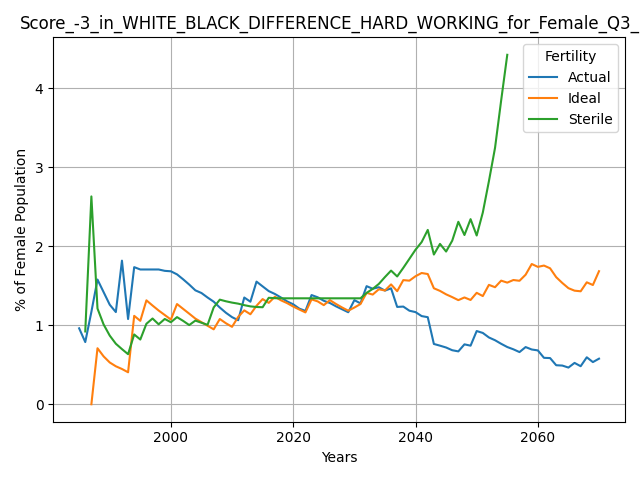 Score_-3_in_WHITE_BLACK_DIFFERENCE_HARD_WORKING_for_Female_Q3_
Fertility
Actual
Ideal
Sterile
% of Female Population
4
3
2
1
0
2000
2020
2040
2060
Years